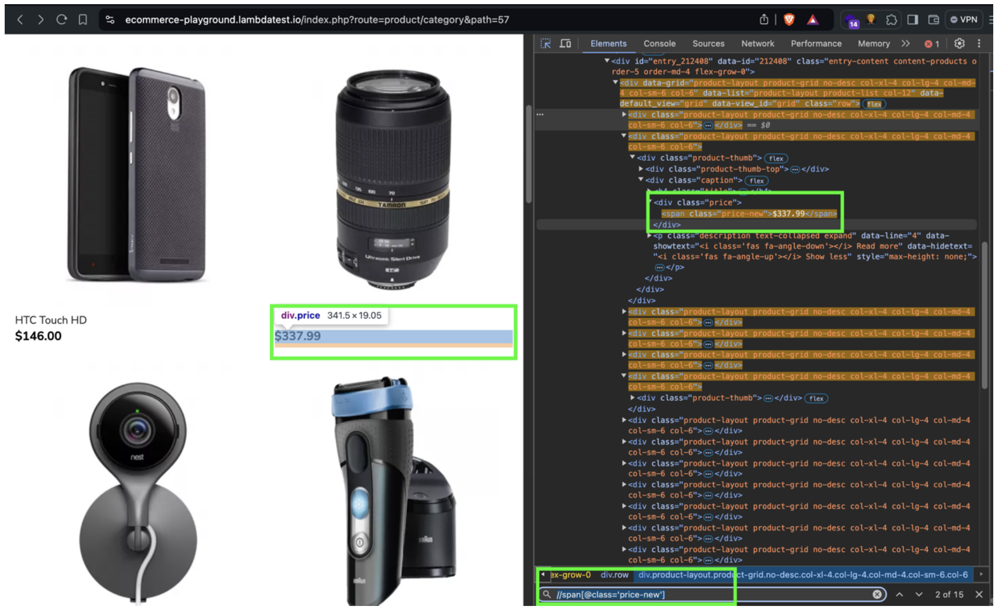 ecommerce-playground.lambdatest.io/index.php?route=product/category&path=57
14
VPN
TAMRON
SP
100
70
Ultrasonic Silent Drive
HTC Touch HD
$146.00
div.price 341.5×19.05
$337.99
nest
BRAUN
BRAUN
Elements Console Sources Network Performance Memory 1
<div id="entry_212408" data-id="212408" class="entry-content content-products o
rder-5 order-md-4 flex-grow-0">
<div data-grid="product-layout product-grid no-desc col-xl-4 col-lg-4 col-md-
4 col-sm-6 col-6" data-list="product-layout product-list col-12" data-
default_view="grid" data-view_id="grid" class="row"> flex
<div class="product-layout product-grid no-desc col-xl-4 col-lg-4 col-md-4
col-sm-6 col-6">…</div> == $0
<div class="product-layout product-grid no-desc col-xl-4 col-lg-4 col-md-4
col-sm-6 col-6">
<div class="product-thumb"> flex
<div class="product-thumb-top">…</div>
<div class="caption"> flex
<h4 class="title">…</h4>
<div class="price">
<span class="price-new">$337.99</span>
</div>
<p class="description text-collapsed expand" data-line="4" data-
showtext="<i class='fas fa-angle-down'></i> Read more" data-hidetext=
"<i class='fas fa-angle-up'></i> Show less" style="max-height: none;">
…</p>
</div>
</div>
</div>
<div class="product-layout product-grid no-desc col-xl-4 col-lg-4 col-md-4
col-sm-6 col-6">…</div>
<div class="product-layout product-grid no-desc col-xl-4 col-lg-4 col-md-4
col-sm-6 col-6">…</div>
<div class="product-layout product-grid no-desc col-xl-4 col-lg-4 col-md-4
col-sm-6 col-6">…</div>
<div class="product-layout product-grid no-desc col-xl-4 col-lg-4 col-md-4
col-sm-6 col-6">
<div class="product-thumb">…</div> flex
</div>
<div class="product-layout product-grid no-desc col-xl-4 col-lg-4 col-md-4
col-sm-6 col-6">…</div>
<div class="product-layout product-grid no-desc col-xl-4 col-lg-4 col-md-4
col-sm-6 col-6">…</div>
<div class="product-layout product-grid no-desc col-xl-4 col-lg-4 col-md-4
col-sm-6 col-6">…</div>
<div class="product-layout product-grid no-desc col-xl-4 col-lg-4 col-md-4
col-sm-6 col-6">…</div>
<div class="product-layout product-grid no-desc col-xl-4 col-lg-4 col-md-4
col-sm-6 col-6">…</div>
<div class="product-layout product-grid no-desc col-xl-4 col-lg-4 col-md-4
col-sm-6 col-6">…</div>
<div class="product-layout product-grid no-desc col-xl-4 col-lg-4 col-md-4
col-sm-6 col-6">…</div>
ex-grow-0 div.row div.product-layout.product-grid.no-desc.col-xl-4.col-lg-4.col-md-4.col-sm-6.col-6
//span[@class='price-new'] 2 of 15